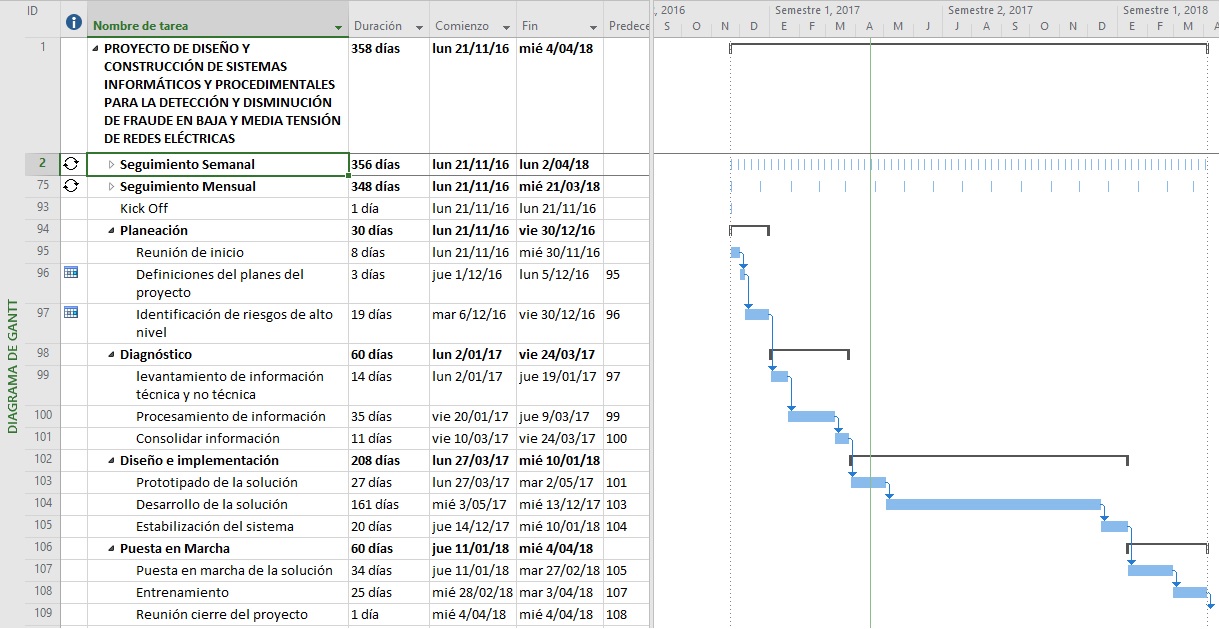 ID
Nombre de tarea Duración Comienzo Fin Predece
, 2016 Semestre 1, 2017 Semestre 2, 2017 Semestre 1, 2018
S O N D E F M A M J J A S O N D E F M A
1 PROYECTO DE DISEÑO Y 358 días lun 21/11/16 mié 4/04/18
CONSTRUCCIÓN DE SISTEMAS
INFORMÁTICOS Y PROCEDIMENTALES
PARA LA DETECCIÓN Y DISMINUCIÓN
DE FRAUDE EN BAJA Y MEDIA TENSIÓN
DE REDES ELÉCTRICAS
2 Seguimiento Semanal 356 días lun 21/11/16 lun 2/04/18
75 Seguimiento Mensual 348 días lun 21/11/16 mié 21/03/18
93 Kick Off 1 día lun 21/11/16 lun 21/11/16
94 Planeación 30 días lun 21/11/16 vie 30/12/16
95 Reunión de inicio 8 días lun 21/11/16 mié 30/11/16
96 Definiciones del planes del 3 días jue 1/12/16 lun 5/12/16 95
proyecto
97 Identificación de riesgos de alto 19 días mar 6/12/16 vie 30/12/16 96
nivel
98 Diagnóstico 60 días lun 2/01/17 vie 24/03/17
99 levantamiento de información 14 días lun 2/01/17 jue 19/01/17 97
técnica y no técnica
100 Procesamiento de información 35 días vie 20/01/17 jue 9/03/17 99
101 Consolidar información 11 días vie 10/03/17 vie 24/03/17 100
102 Diseño e implementación 208 días lun 27/03/17 mié 10/01/18
103 Prototipado de la solución 27 días lun 27/03/17 mar 2/05/17 101
104 Desarrollo de la solución 161 días mié 3/05/17 mié 13/12/17 103
105 Estabilización del sistema 20 días jue 14/12/17 mié 10/01/18 104
106 Puesta en Marcha 60 días jue 11/01/18 mié 4/04/18
107 Puesta en marcha de la solución 34 días jue 11/01/18 mar 27/02/18 105
108 Entrenamiento 25 días mié 28/02/18 mar 3/04/18 107
109 Reunión cierre del proyecto 1 día mié 4/04/18 mié 4/04/18 108
DIAGRAMA DE GANTT